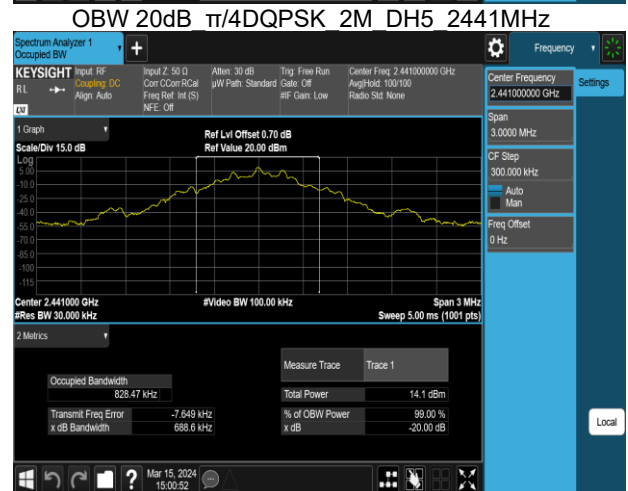 OBW 20dB_π/4DQPSK_2M_DH5_2441MHz
Spectrum Analyzer 1
Occupied BW
Frequency
KEYSIGHT
RL
LXI
Input: RF
Coupling: DC
Align: Auto
Input Z: 50 Ω
Corr CCorr RCal
Freq Ref: Int (S)
NFE: Off
Atten: 30 dB
µW Path: Standard
Trig: Free Run
Gate: Off
#IF Gain: Low
Center Freq: 2.441000000 GHz
Avg|Hold: 100/100
Radio Std: None
Center Frequency
2.441000000 GHz
Settings
Span
3.0000 MHz
CF Step
300.000 kHz
Auto
Man
Freq Offset
0 Hz
Local
1 Graph
Scale/Div 15.0 dB
Ref Lvl Offset 0.70 dB
Ref Value 20.00 dBm
Log
5.00
-10.0
-25.0
-40.0
-55.0
-70.0
-85.0
-100
-115
Center 2.441000 GHz
#Video BW 100.00 kHz
Span 3 MHz
#Res BW 30.000 kHz
Sweep 5.00 ms (1001 pts)
2 Metrics
Measure Trace Trace 1
Occupied Bandwidth
828.47 kHz
Total Power 14.1 dBm
Transmit Freq Error -7.649 kHz
% of OBW Power 99.00 %
x dB Bandwidth 688.6 kHz
x dB -20.00 dB
?
Mar 15, 2024
15:00:52